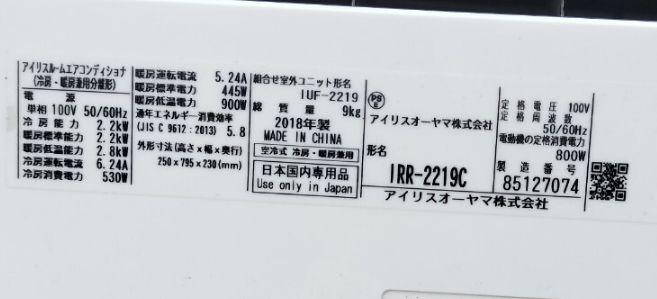 アイリスルームエアコンディショナ
(冷房・暖房兼用分離形)
電源
単相100V 50/60Hz
冷房能力 2.2kW
暖房標準能力 2.2kW
暖房低温能力 2.8kW
冷房運転電流 6.24A
冷房消費電力 530W
暖房運転電流 5.24A
暖房標準電力 445W
暖房低温電力 900W
通年エネルギー消費効率
(JIS C 9612:2013) 5.8
外形寸法(高さ×幅×奥行)
250×795×230(mm)
組合せ室外ユニット形名
IUF-2219
総質量 9kg
2018年製
MADE IN CHINA
空冷式 冷房・暖房兼用
日本国内専用品
Use only in Japan
PSE
アイリスオーヤマ株式会社
形名
IRR-2219C
アイリスオーヤマ株式会社
定格電圧 100V
定格周波数
50/60Hz
電動機の定格消費電力
800W
製造番号
85127074